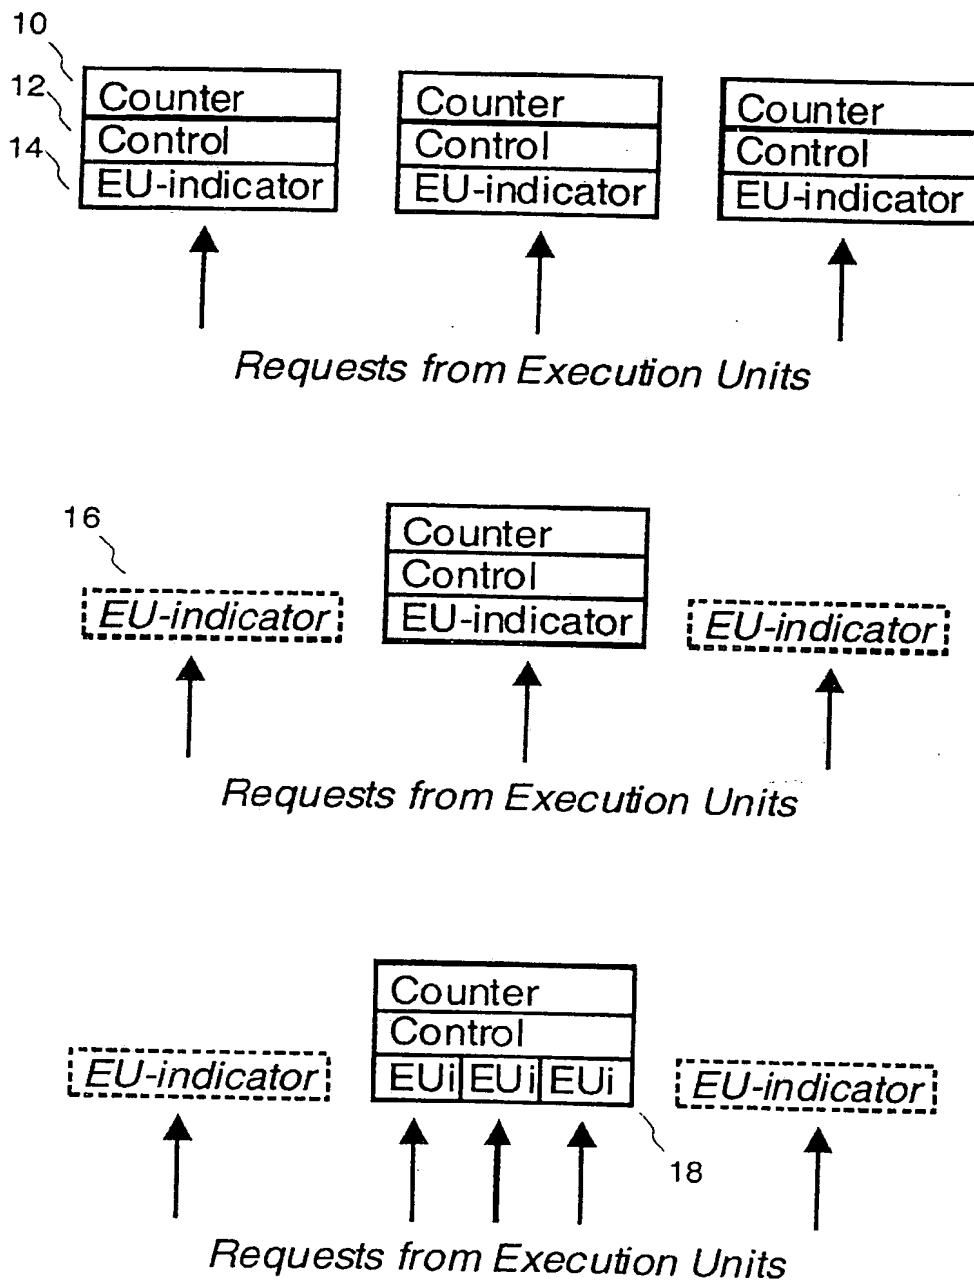 10
12
14
Counter Counter Counter
Control Control Control
EU-indicator EU-indicator EU-indicator
Requests from Execution Units
16
Counter
Control
EU-indicator EU-indicator EU-indicator
Requests from Execution Units
Counter
Control
EU-indicator EUi EUi EUi EU-indicator
18
Requests from Execution Units